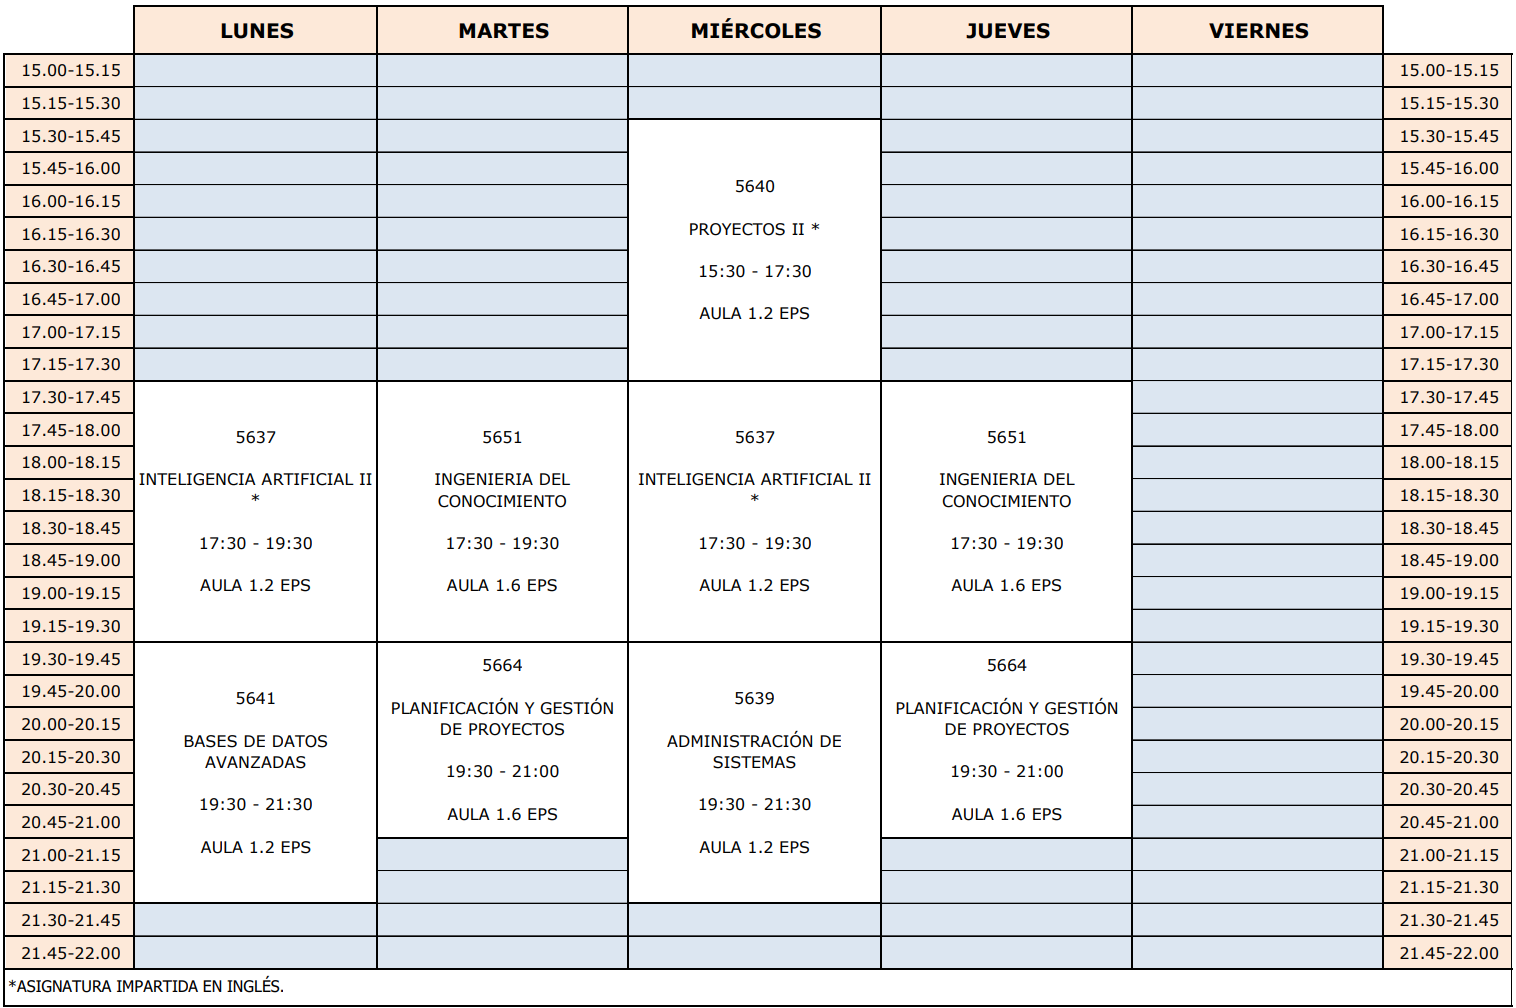 LUNES MARTES MIÉRCOLES JUEVES VIERNES
15.00-15.15 15.00-15.15
15.15-15.30 15.15-15.30
15.30-15.45 15.30-15.45
15.45-16.00 15.45-16.00
16.00-16.15 16.00-16.15
16.15-16.30 16.15-16.30
16.30-16.45 16.30-16.45
16.45-17.00 16.45-17.00
17.00-17.15 17.00-17.15
17.15-17.30 17.15-17.30
5640
PROYECTOS II *
15:30 - 17:30
AULA 1.2 EPS
17.30-17.45 17.30-17.45
17.45-18.00 17.45-18.00
18.00-18.15 18.00-18.15
18.15-18.30 18.15-18.30
18.30-18.45 18.30-18.45
18.45-19.00 18.45-19.00
19.00-19.15 19.00-19.15
19.15-19.30 19.15-19.30
5637
INTELIGENCIA ARTIFICIAL II
*
17:30 - 19:30
AULA 1.2 EPS
5651
INGENIERIA DEL
CONOCIMIENTO
17:30 - 19:30
AULA 1.6 EPS
5637
INTELIGENCIA ARTIFICIAL II
*
17:30 - 19:30
AULA 1.2 EPS
5651
INGENIERIA DEL
CONOCIMIENTO
17:30 - 19:30
AULA 1.6 EPS
19.30-19.45 19.30-19.45
19.45-20.00 19.45-20.00
20.00-20.15 20.00-20.15
20.15-20.30 20.15-20.30
20.30-20.45 20.30-20.45
20.45-21.00 20.45-21.00
21.00-21.15 21.00-21.15
21.15-21.30 21.15-21.30
5641
BASES DE DATOS
AVANZADAS
19:30 - 21:30
AULA 1.2 EPS
5664
PLANIFICACIÓN Y GESTIÓN
DE PROYECTOS
19:30 - 21:00
AULA 1.6 EPS
5639
ADMINISTRACIÓN DE
SISTEMAS
19:30 - 21:30
AULA 1.2 EPS
5664
PLANIFICACIÓN Y GESTIÓN
DE PROYECTOS
19:30 - 21:00
AULA 1.6 EPS
21.30-21.45 21.30-21.45
21.45-22.00 21.45-22.00
*ASIGNATURA IMPARTIDA EN INGLÉS.